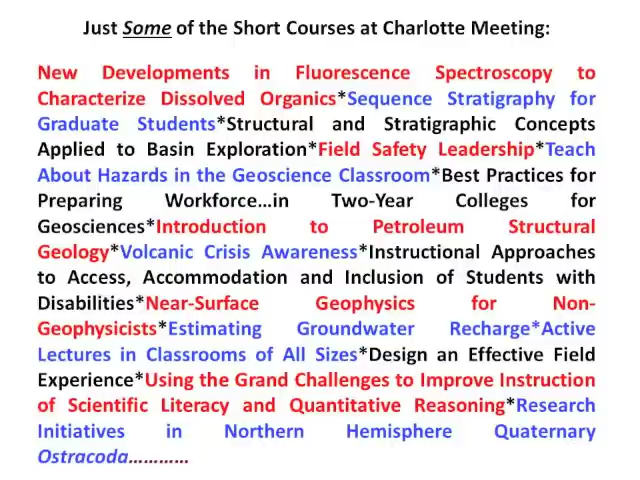 Just Some of the Short Courses at Charlotte Meeting:
New Developments in Fluorescence Spectroscopy to
Characterize Dissolved Organics*Sequence Stratigraphy for
Graduate Students*Structural and Stratigraphic Concepts
Applied to Basin Exploration*Field Safety Leadership*Teach
About Hazards in the Geoscience Classroom*Best Practices for
Preparing Workforce…in Two-Year Colleges for
Geosciences*Introduction to Petroleum Structural
Geology*Volcanic Crisis Awareness*Instructional Approaches
to Access, Accommodation and Inclusion of Students with
Disabilities*Near-Surface Geophysics for Non-
Geophysicists*Estimating Groundwater Recharge*Active
Lectures in Classrooms of All Sizes*Design an Effective Field
Experience*Using the Grand Challenges to Improve Instruction
of Scientific Literacy and Quantitative Reasoning*Research
Initiatives in Northern Hemisphere Quaternary
Ostracoda…………